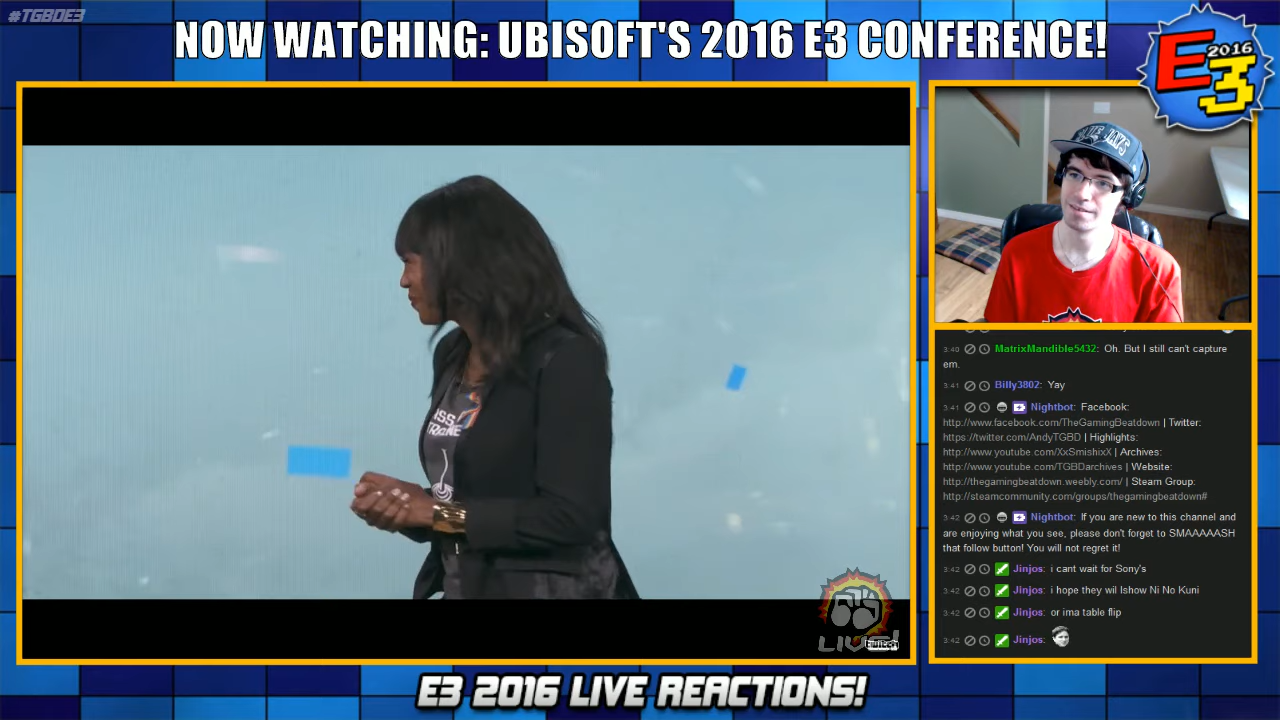 #TGBDE3
NOW WATCHING: UBISOFT'S 2016 E3 CONFERENCE!
2016
E3
BLUE JAYS
3:40 MatrixMandible5432: Oh. But I still can't capture
em.
3:41 Billy3802: Yay
3:41 Nightbot: Facebook:
http://www.facebook.com/TheGamingBeatdown | Twitter:
https://twitter.com/AndyTGBD | Highlights:
http://www.youtube.com/XxSmishixX | Archives:
http://www.youtube.com/TGBDarchives | Website:
http://thegamingbeatdown.weebly.com/ | Steam Group:
http://steamcommunity.com/groups/thegamingbeatdown#
3:42 Nightbot: If you are new to this channel and
are enjoying what you see, please don't forget to SMAAAAASH
that follow button! You will not regret it!
3:42 Jinjos: i cant wait for Sony's
3:42 Jinjos: i hope they wil lshow Ni No Kuni
3:42 Jinjos: or ima table flip
3:42 Jinjos:
LIVE!
twitch
E3 2016 LIVE REACTIONS!